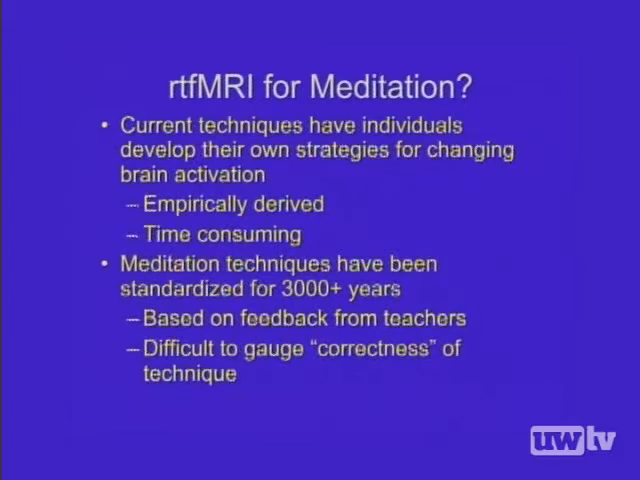 rtfMRI for Meditation?
• Current techniques have individuals
develop their own strategies for changing
brain activation
– Empirically derived
– Time consuming
• Meditation techniques have been
standardized for 3000+ years
– Based on feedback from teachers
– Difficult to gauge “correctness” of
technique
uwtv